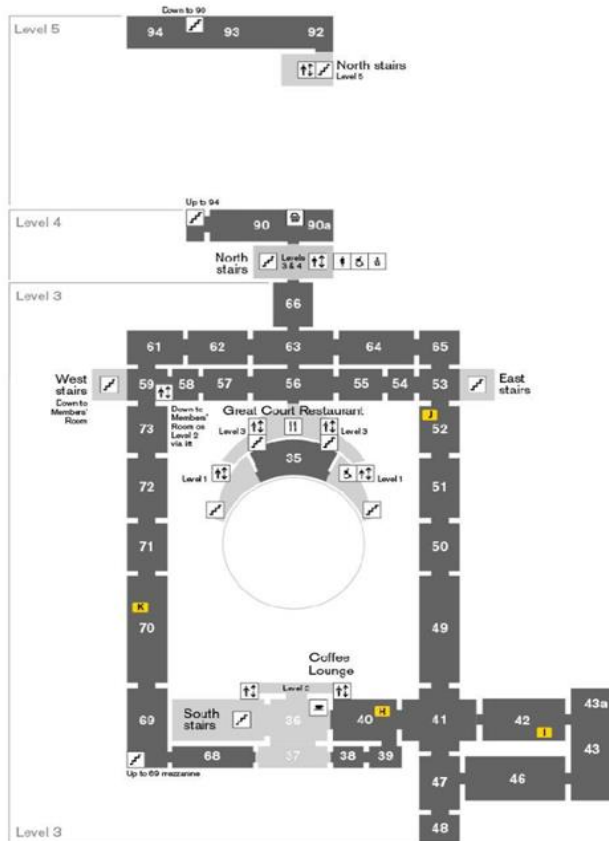 Down to 90
Level 5
94
93
92
North stairs
Level 5
Up to 94
Level 4
90
90a
North stairs
Levels
3 & 4
Level 3
66
61
62
63
64
65
West
stairs
Down to
Members'
Room
59
58
57
56
55
54
53
East
stairs
Down to
Members'
Room on
Level 2
via lift
Great Court Restaurant
J
73
52
Level 3
Level 3
35
Level 1
Level 1
72
51
71
50
K
70
49
Coffee
Lounge
South
stairs
36
40
H
41
42
I
43a
43
69
68
37
38
39
Up to 69 mezzanine
47
46
48
Level 3